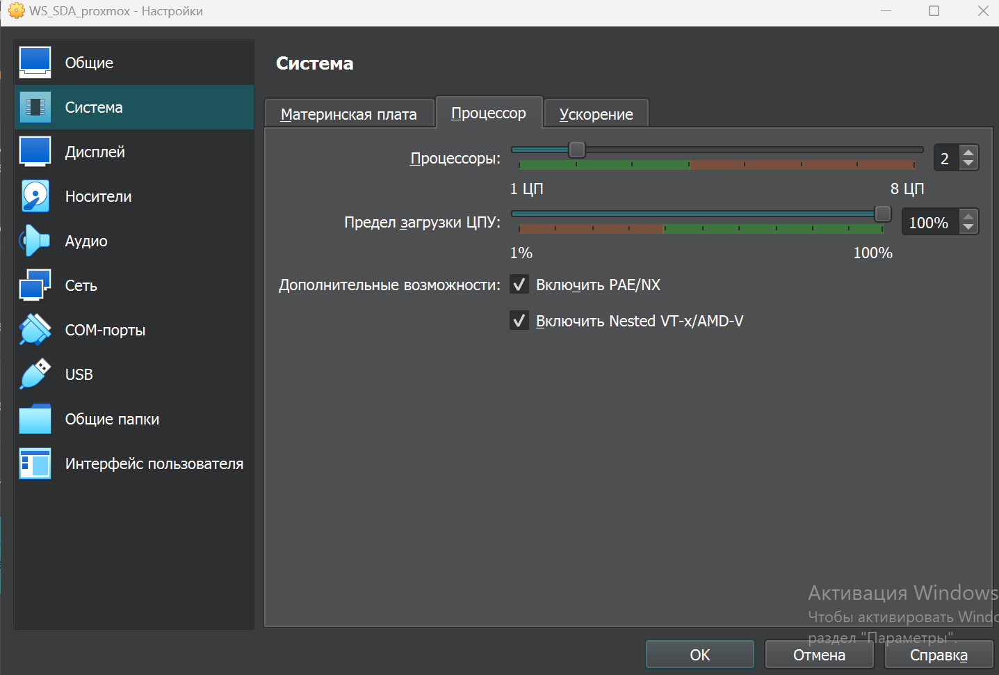 WS_SDA_proxmox - Настройки
Общие
Система
Дисплей
Носители
Аудио
Сеть
COM-порты
USB
Общие папки
Интерфейс пользователя
Система
Материнская плата
Процессор
Ускорение
Процессоры:
2
1 ЦП
8 ЦП
Предел загрузки ЦПУ:
100%
1%
100%
Дополнительные возможности:
Включить PAE/NX
Включить Nested VT-x/AMD-V
Активация Windows
Чтобы активировать Windo
раздел "Параметры".
OK
Отмена
Справка